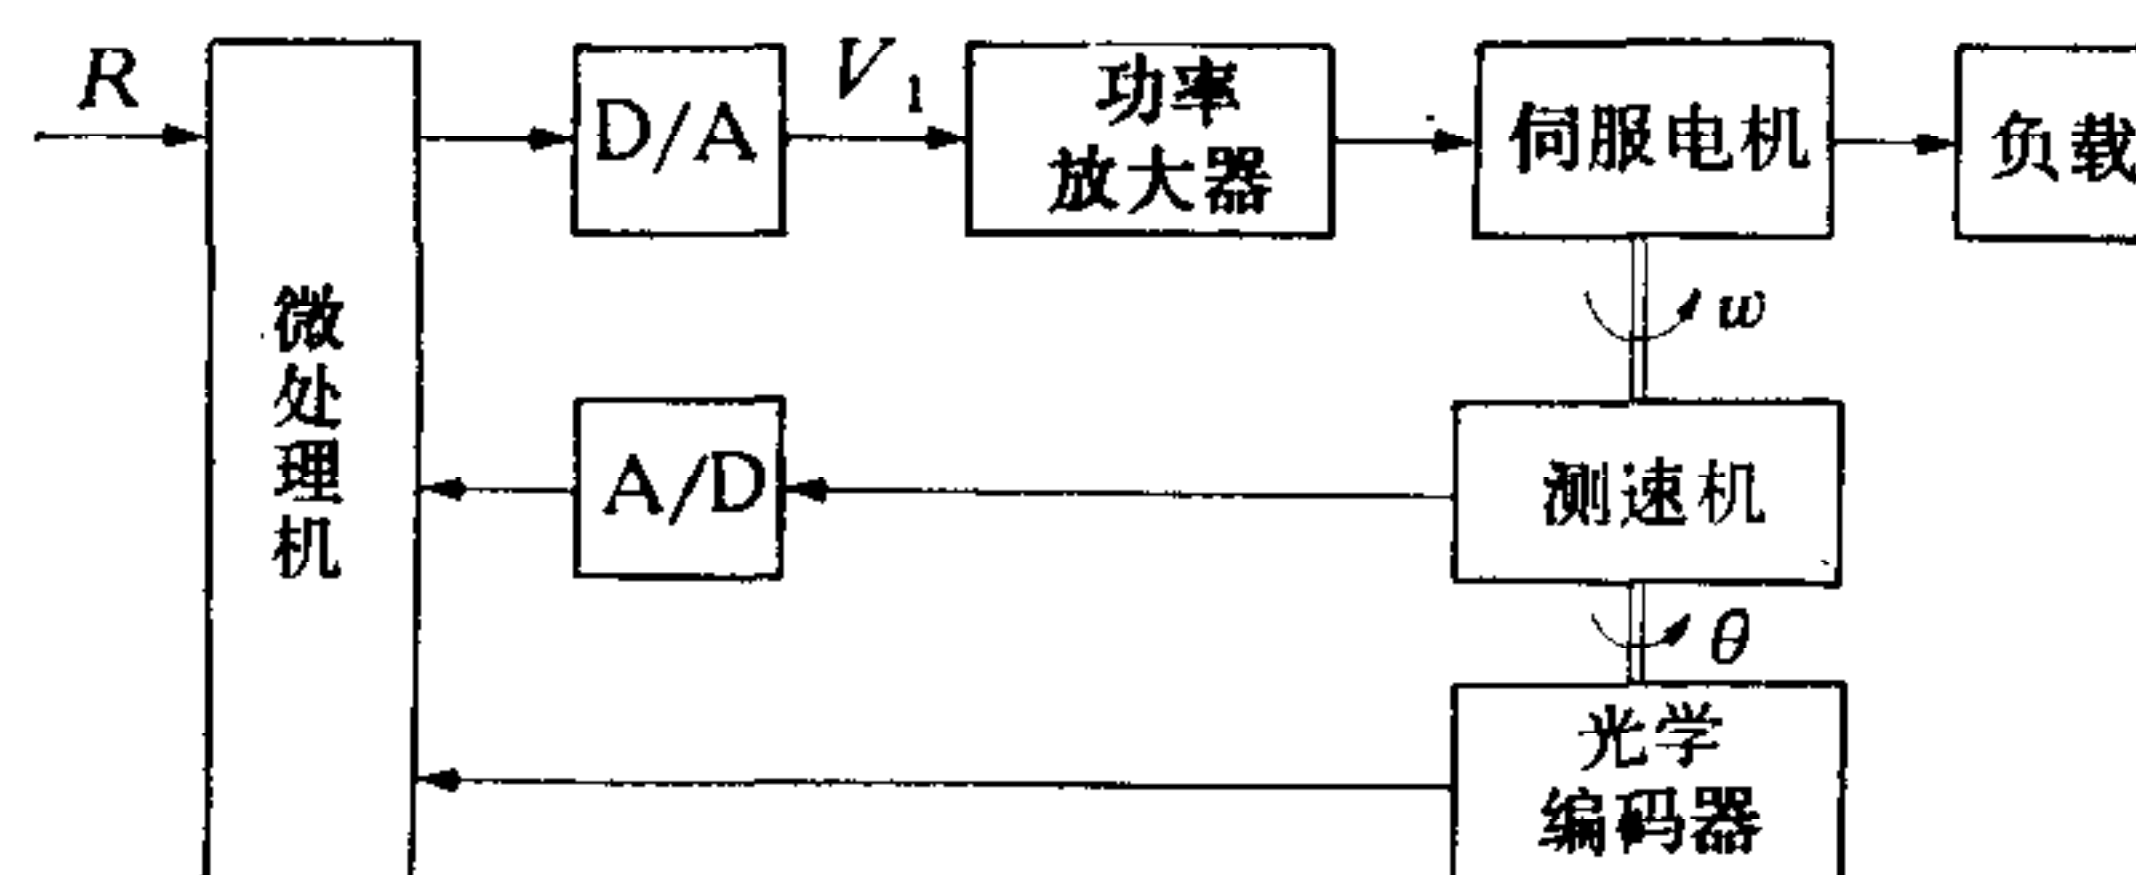 R
D/A
V₁
功率
放大器
伺服电机
负载
微
处
理
机
w
A/D
测速机
θ
光学
编码器